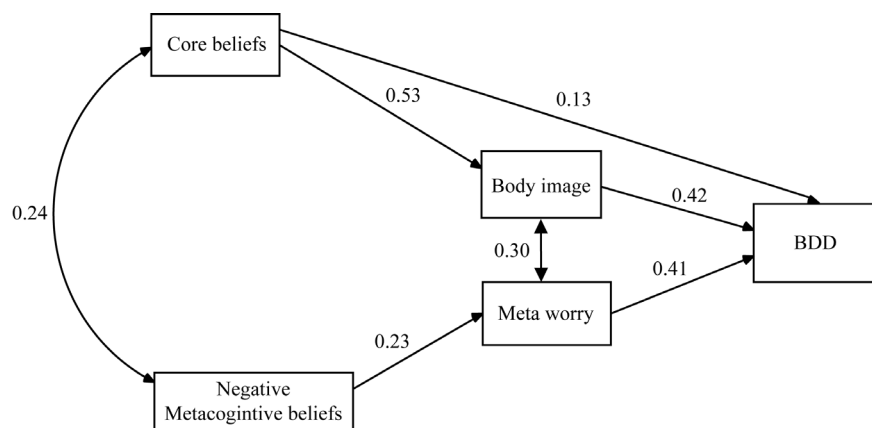 Core beliefs
0.13
0.53
Body image
0.42
0.24
BDD
0.30
0.41
Meta worry
0.23
Negative
Metacogintive beliefs